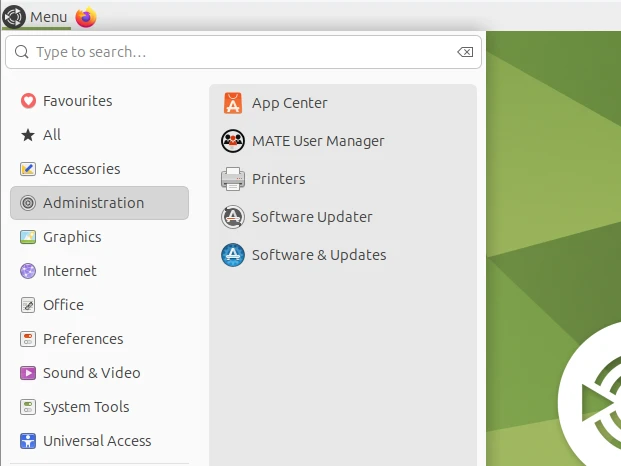 Menu
Type to search...
Favourites
All
Accessories
Administration
Graphics
Internet
Office
Preferences
Sound & Video
System Tools
Universal Access
App Center
MATE User Manager
Printers
Software Updater
Software & Updates